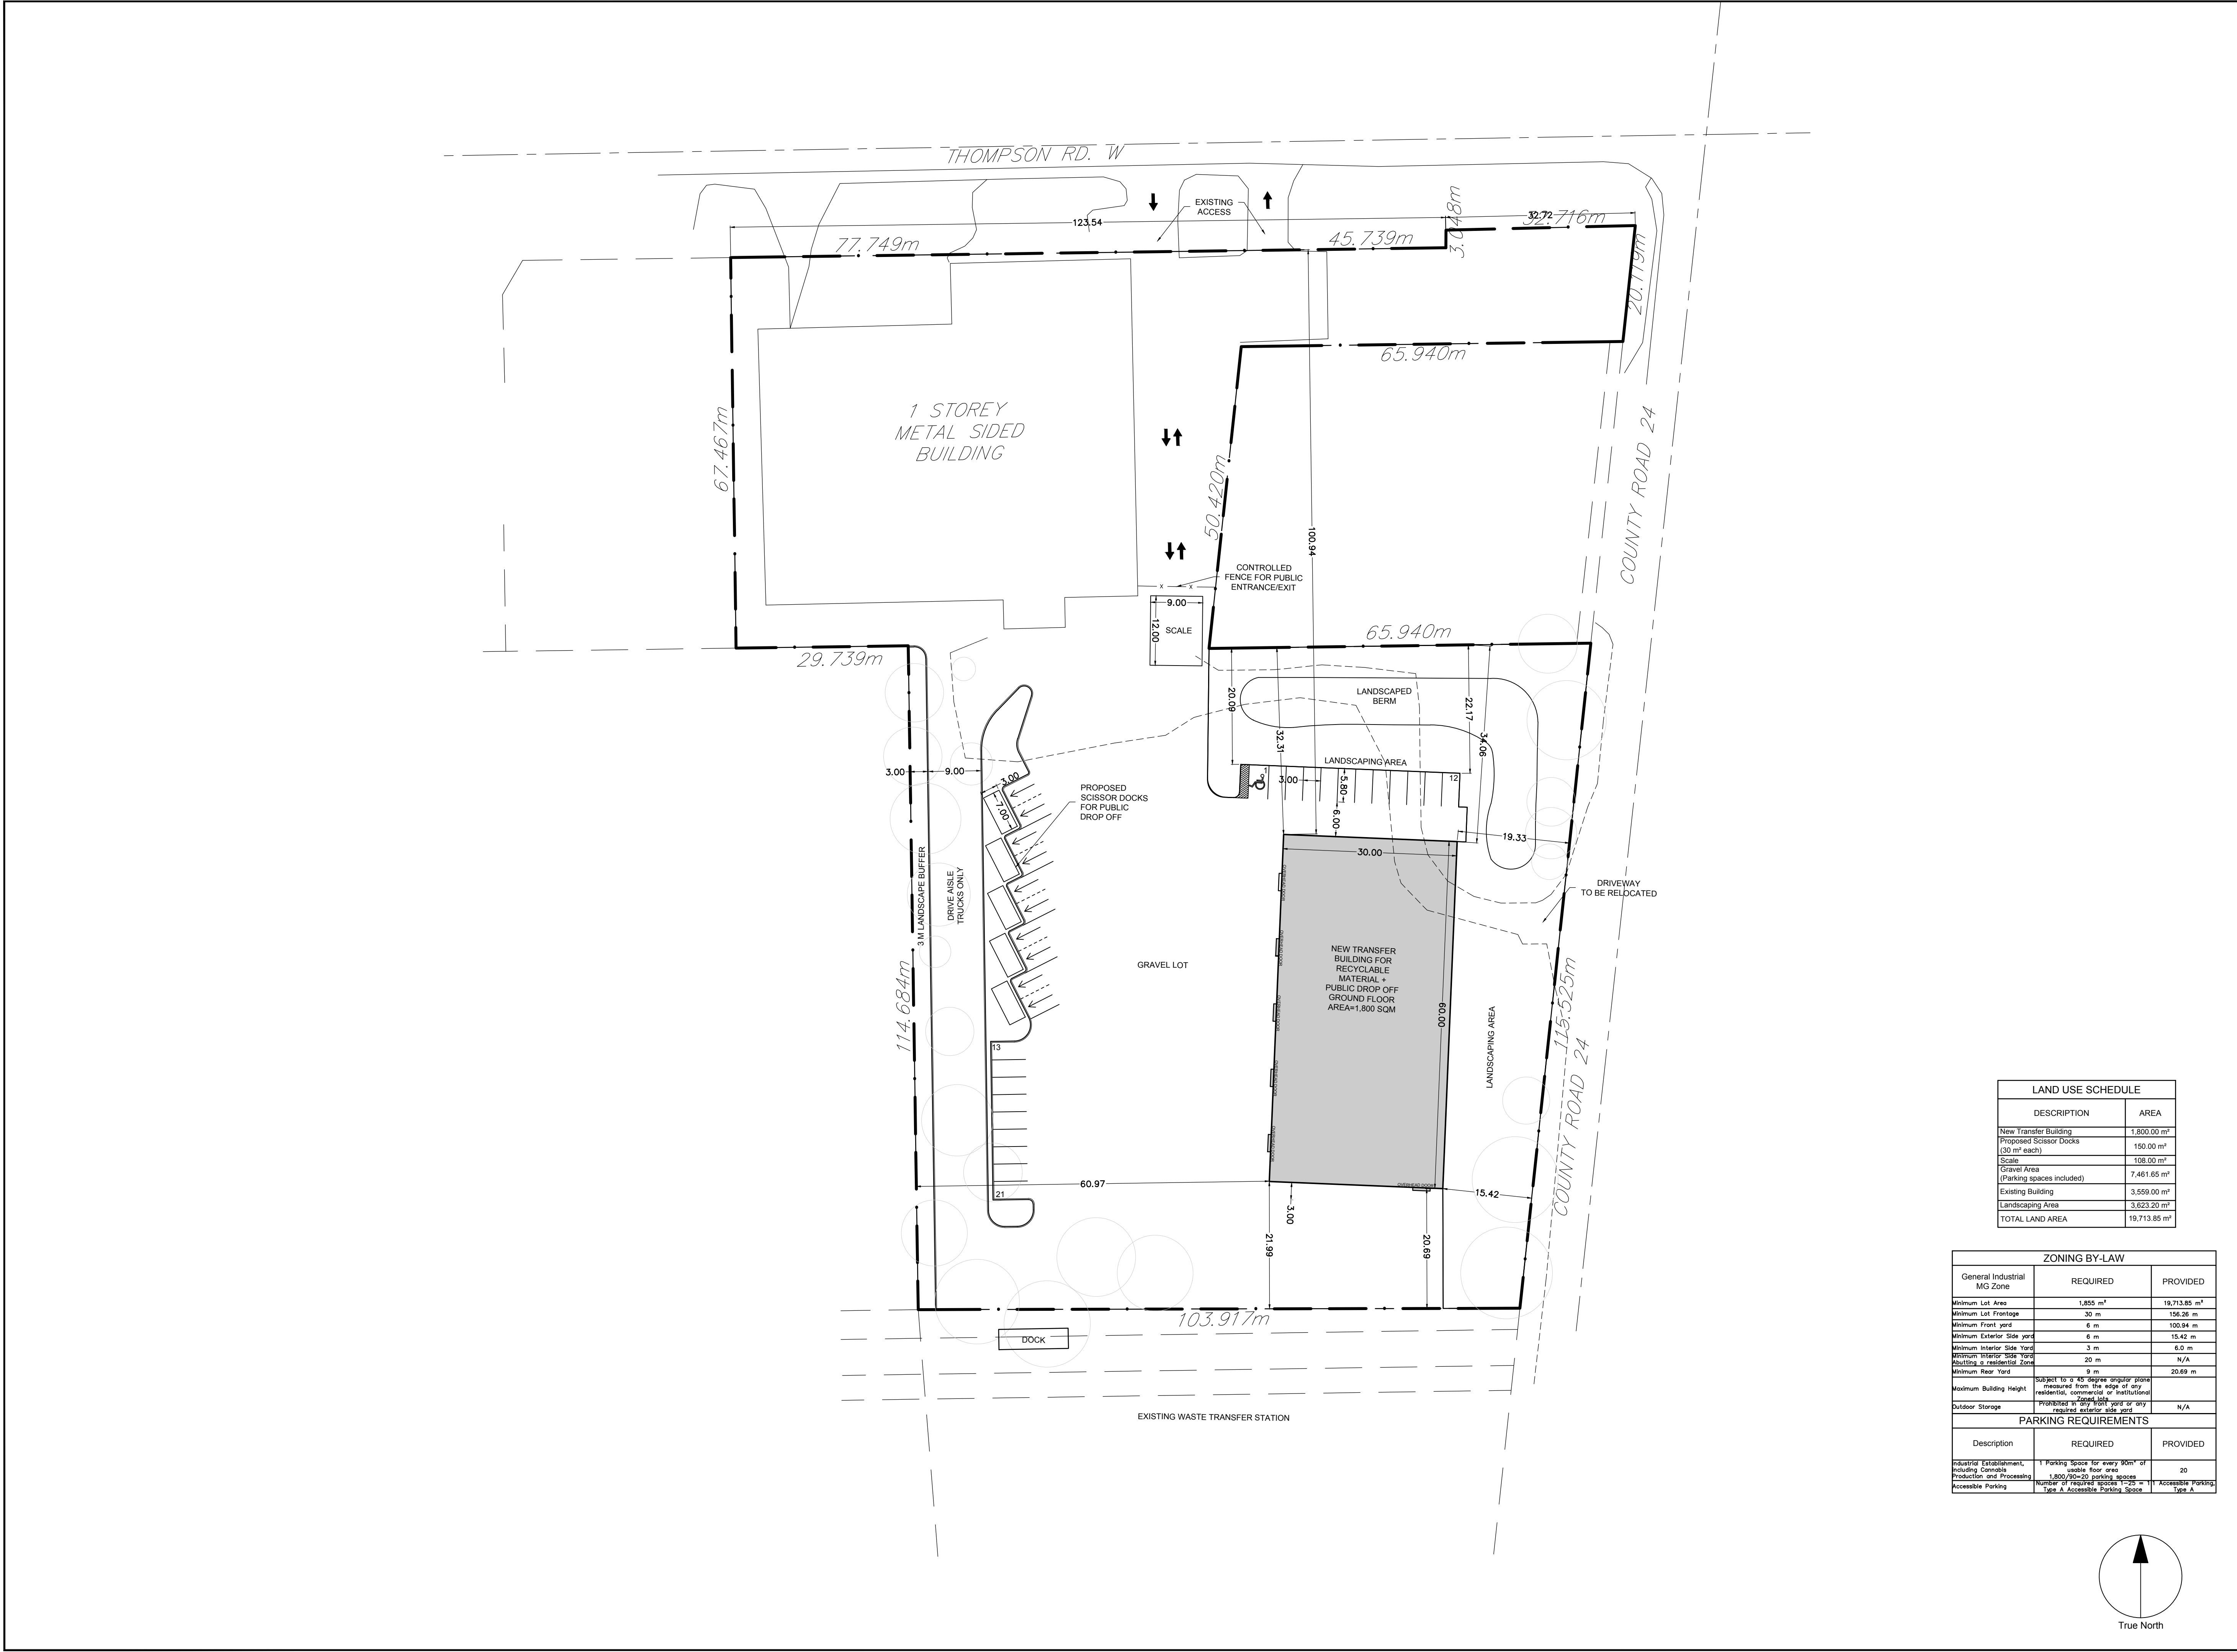 THOMPSON RD. W
EXISTING
ACCESS
123.54
32.72
32.716m
3.048m
77.749m
45.739m
20.119m
65.940m
1 STOREY
METAL SIDED
BUILDING
67.467m
50.420m
100.94
COUNTY ROAD 24
CONTROLLED
FENCE FOR PUBLIC
ENTRANCE/EXIT
X
X
9.00
12.00
SCALE
65.940m
29.739m
20.09
LANDSCAPED
BERM
22.17
32.31
34.06
LANDSCAPING AREA
3.00
9.00
3.00
7.00
PROPOSED
SCISSOR DOCKS
FOR PUBLIC
DROP OFF
1
3.00
5.80
12
6.00
19.33
30.00
3 M LANDSCAPE BUFFER
DRIVE AISLE
TRUCKS ONLY
DRIVEWAY
TO BE RELOCATED
OVERHEAD DOOR
OVERHEAD DOOR
OVERHEAD DOOR
OVERHEAD DOOR
OVERHEAD DOOR
GRAVEL LOT
NEW TRANSFER
BUILDING FOR
RECYCLABLE
MATERIAL +
PUBLIC DROP OFF
GROUND FLOOR
AREA=1,800 SQM
60.00
114.684m
115.525m
LANDSCAPING AREA
COUNTY ROAD 24
13
21
60.97
OVERHEAD DOOR
15.42
3.00
21.99
20.69
103.917m
DOCK
EXISTING WASTE TRANSFER STATION
LAND USE SCHEDULE
DESCRIPTION AREA
New Transfer Building 1,800.00 m²
Proposed Scissor Docks
(30 m² each) 150.00 m²
Scale 108.00 m²
Gravel Area
(Parking spaces included) 7,461.65 m²
Existing Building 3,559.00 m²
Landscaping Area 3,623.20 m²
TOTAL LAND AREA 19,713.85 m²
ZONING BY-LAW
General Industrial
MG Zone REQUIRED PROVIDED
Minimum Lot Area 1,855 m² 19,713.85 m²
Minimum Lot Frontage 30 m 156.26 m
Minimum Front yard 6 m 100.94 m
Minimum Exterior Side yard 6 m 15.42 m
Minimum Interior Side Yard 3 m 6.0 m
Minimum Interior Side Yard
Abutting a residential Zone 20 m N/A
Minimum Rear Yard 9 m 20.69 m
Maximum Building Height
Subject to a 45 degree angular plane
measured from the edge of any
residential, commercial or institutional
Zoned lots
Outdoor Storage
Prohibited in any front yard or any
required exterior side yard
N/A
PARKING REQUIREMENTS
Description REQUIRED PROVIDED
Industrial Establishment,
Including Cannabis
Production and Processing
1 Parking Space for every 90m² of
usable floor area
1,800/90=20 parking spaces
20
Accessible Parking
Number of required spaces 1-25 = 1
Type A Accessible Parking Space
1 Accessible Parking,
Type A
True North